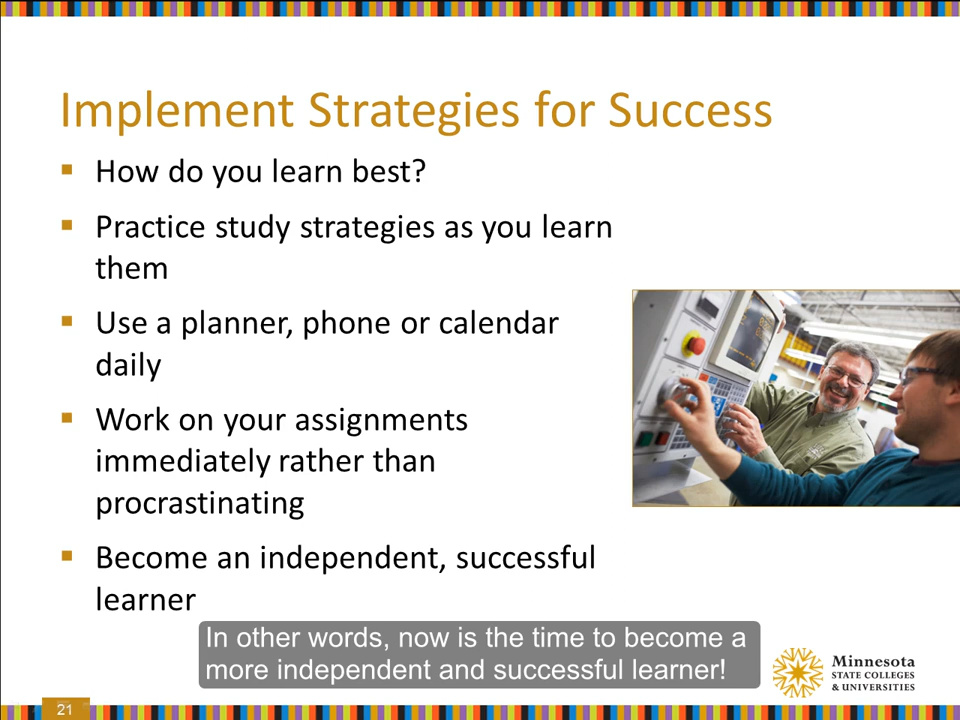 Implement Strategies for Success
How do you learn best?
Practice study strategies as you learn
them
Use a planner, phone or calendar
daily
Work on your assignments
immediately rather than
procrastinating
Become an independent, successful
learner
In other words, now is the time to become a
more independent and successful learner!
Minnesota
STATE COLLEGES
& UNIVERSITIES
21